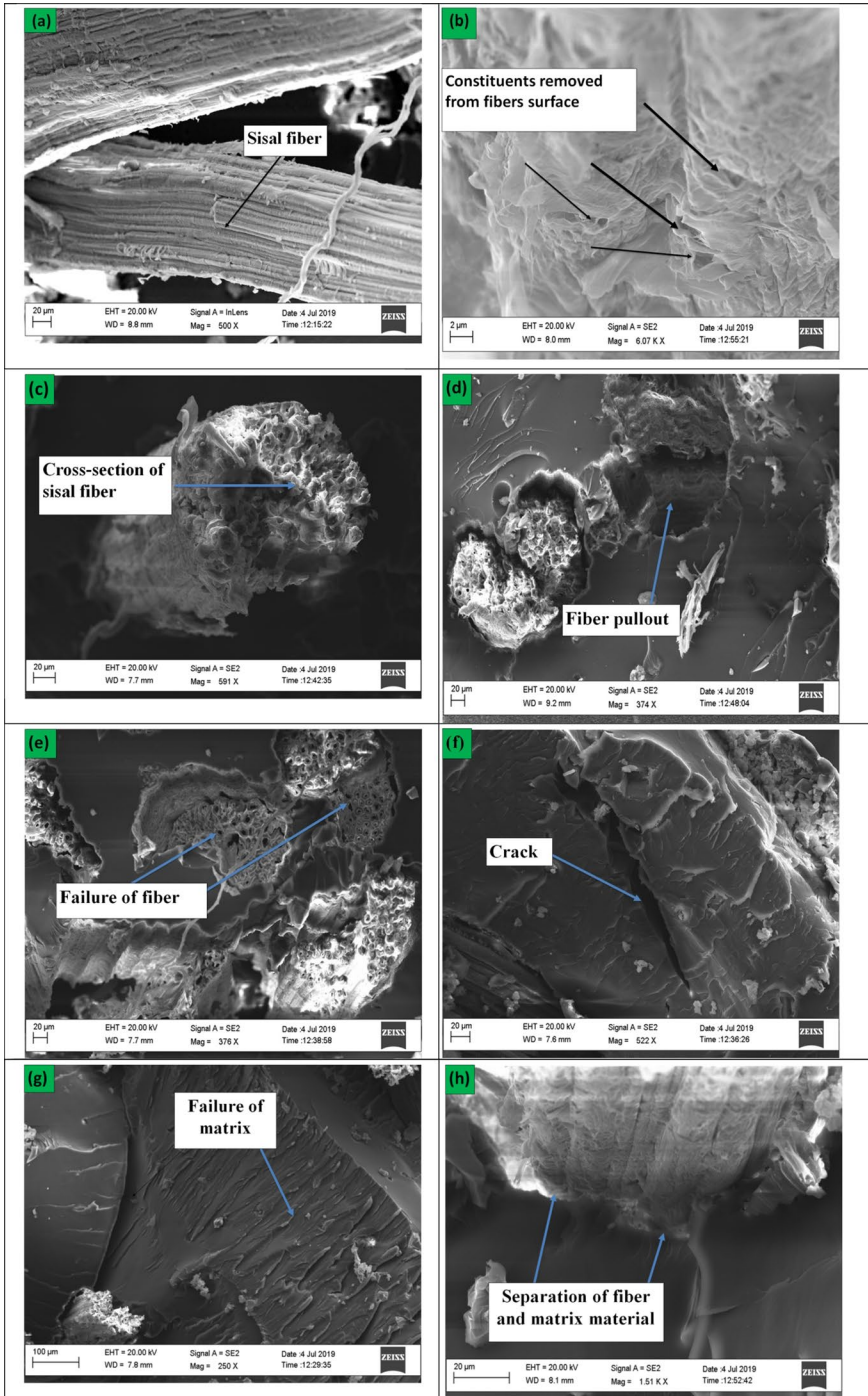 (a)
Sisal fiber
20 µm
EHT = 20.00 kV
Signal A = InLens
Date :4 Jul 2019
WD = 8.8 mm
Mag = 500 X
Time :12:15:22
ZEISS
(b)
Constituents removed
from fibers surface
2 µm
EHT = 20.00 kV
Signal A = SE2
Date :4 Jul 2019
WD = 8.0 mm
Mag = 6.07 K X
Time :12:55:21
ZEISS
(c)
Cross-section of
sisal fiber
20 µm
EHT = 20.00 kV
Signal A = SE2
Date :4 Jul 2019
WD = 7.7 mm
Mag = 591 X
Time :12:42:35
ZEISS
(d)
Fiber pullout
20 µm
EHT = 20.00 kV
Signal A = SE2
Date :4 Jul 2019
WD = 9.2 mm
Mag = 374 X
Time :12:48:04
ZEISS
(e)
Failure of fiber
20 µm
EHT = 20.00 kV
Signal A = SE2
Date :4 Jul 2019
WD = 7.7 mm
Mag = 376 X
Time :12:38:58
ZEISS
(f)
Crack
20 µm
EHT = 20.00 kV
Signal A = SE2
Date :4 Jul 2019
WD = 7.6 mm
Mag = 522 X
Time :12:36:26
ZEISS
(g)
Failure of
matrix
100 µm
EHT = 20.00 kV
Signal A = SE2
Date :4 Jul 2019
WD = 7.8 mm
Mag = 250 X
Time :12:29:35
ZEISS
(h)
Separation of fiber
and matrix material
20 µm
EHT = 20.00 kV
Signal A = SE2
Date :4 Jul 2019
WD = 8.1 mm
Mag = 1.51 K X
Time :12:52:42
ZEISS